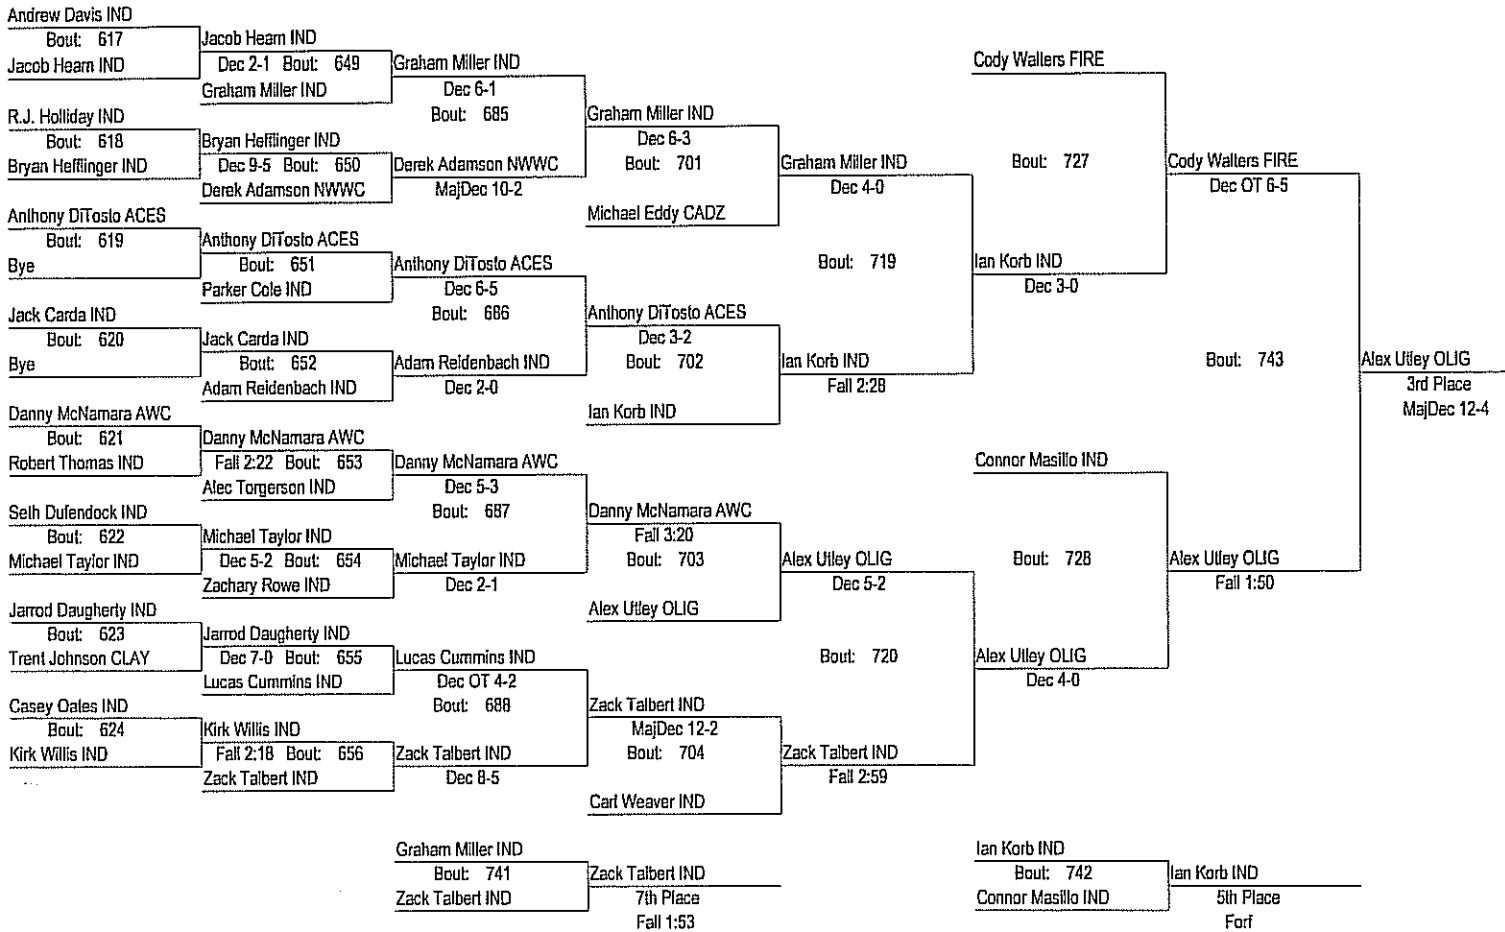 Andrew Davis IND
Bout: 617
Jacob Hearn IND
R.J. Holliday IND
Bout: 618
Bryan Hefflinger IND
Anthony DiTosto ACES
Bout: 619
Bye
Jack Carda IND
Bout: 620
Bye
Danny McNamara AWC
Bout: 621
Robert Thomas IND
Seth Dufendock IND
Bout: 622
Michael Taylor IND
Jarrod Daugherty IND
Bout: 623
Trent Johnson CLAY
Casey Oales IND
Bout: 624
Kirk Willis IND
Jacob Hearn IND
Dec 2-1 Bout: 649
Graham Miller IND
Bryan Hefflinger IND
Dec 9-5 Bout: 650
Derek Adamson NWWC
Anthony DiTosto ACES
Bout: 651
Parker Cole IND
Jack Carda IND
Bout: 652
Adam Reidenbach IND
Danny McNamara AWC
Fall 2:22 Bout: 653
Alec Torgerson IND
Michael Taylor IND
Dec 5-2 Bout: 654
Zachary Rowe IND
Jarrod Daugherty IND
Dec 7-0 Bout: 655
Lucas Cummins IND
Kirk Willis IND
Fall 2:18 Bout: 656
Zack Talbert IND
Graham Miller IND
Dec 6-1
Bout: 685
Derek Adamson NWWC
MajDec 10-2
Anthony DiTosto ACES
Dec 6-5
Bout: 686
Adam Reidenbach IND
Dec 2-0
Danny McNamara AWC
Dec 5-3
Bout: 687
Michael Taylor IND
Dec 2-1
Lucas Cummins IND
Dec OT 4-2
Bout: 688
Zack Talbert IND
Dec 8-5
Graham Miller IND
Dec 6-3
Bout: 701
Michael Eddy CADZ
Anthony DiTosto ACES
Dec 3-2
Bout: 702
Ian Korb IND
Danny McNamara AWC
Fall 3:20
Bout: 703
Alex Utley OLIG
Zack Talbert IND
MajDec 12-2
Bout: 704
Carl Weaver IND
Graham Miller IND
Dec 4-0
Bout: 719
Ian Korb IND
Fall 2:28
Alex Utley OLIG
Dec 5-2
Bout: 720
Zack Talbert IND
Fall 2:59
Cody Walters FIRE
Bout: 727
Ian Korb IND
Dec 3-0
Connor Masillo IND
Bout: 728
Alex Utley OLIG
Dec 4-0
Cody Walters FIRE
Dec OT 6-5
Bout: 743
Alex Utley OLIG
Fall 1:50
Alex Utley OLIG
3rd Place
MajDec 12-4
Graham Miller IND
Bout: 741
Zack Talbert IND
Zack Talbert IND
7th Place
Fall 1:53
Ian Korb IND
Bout: 742
Connor Masillo IND
Ian Korb IND
5th Place
Forf